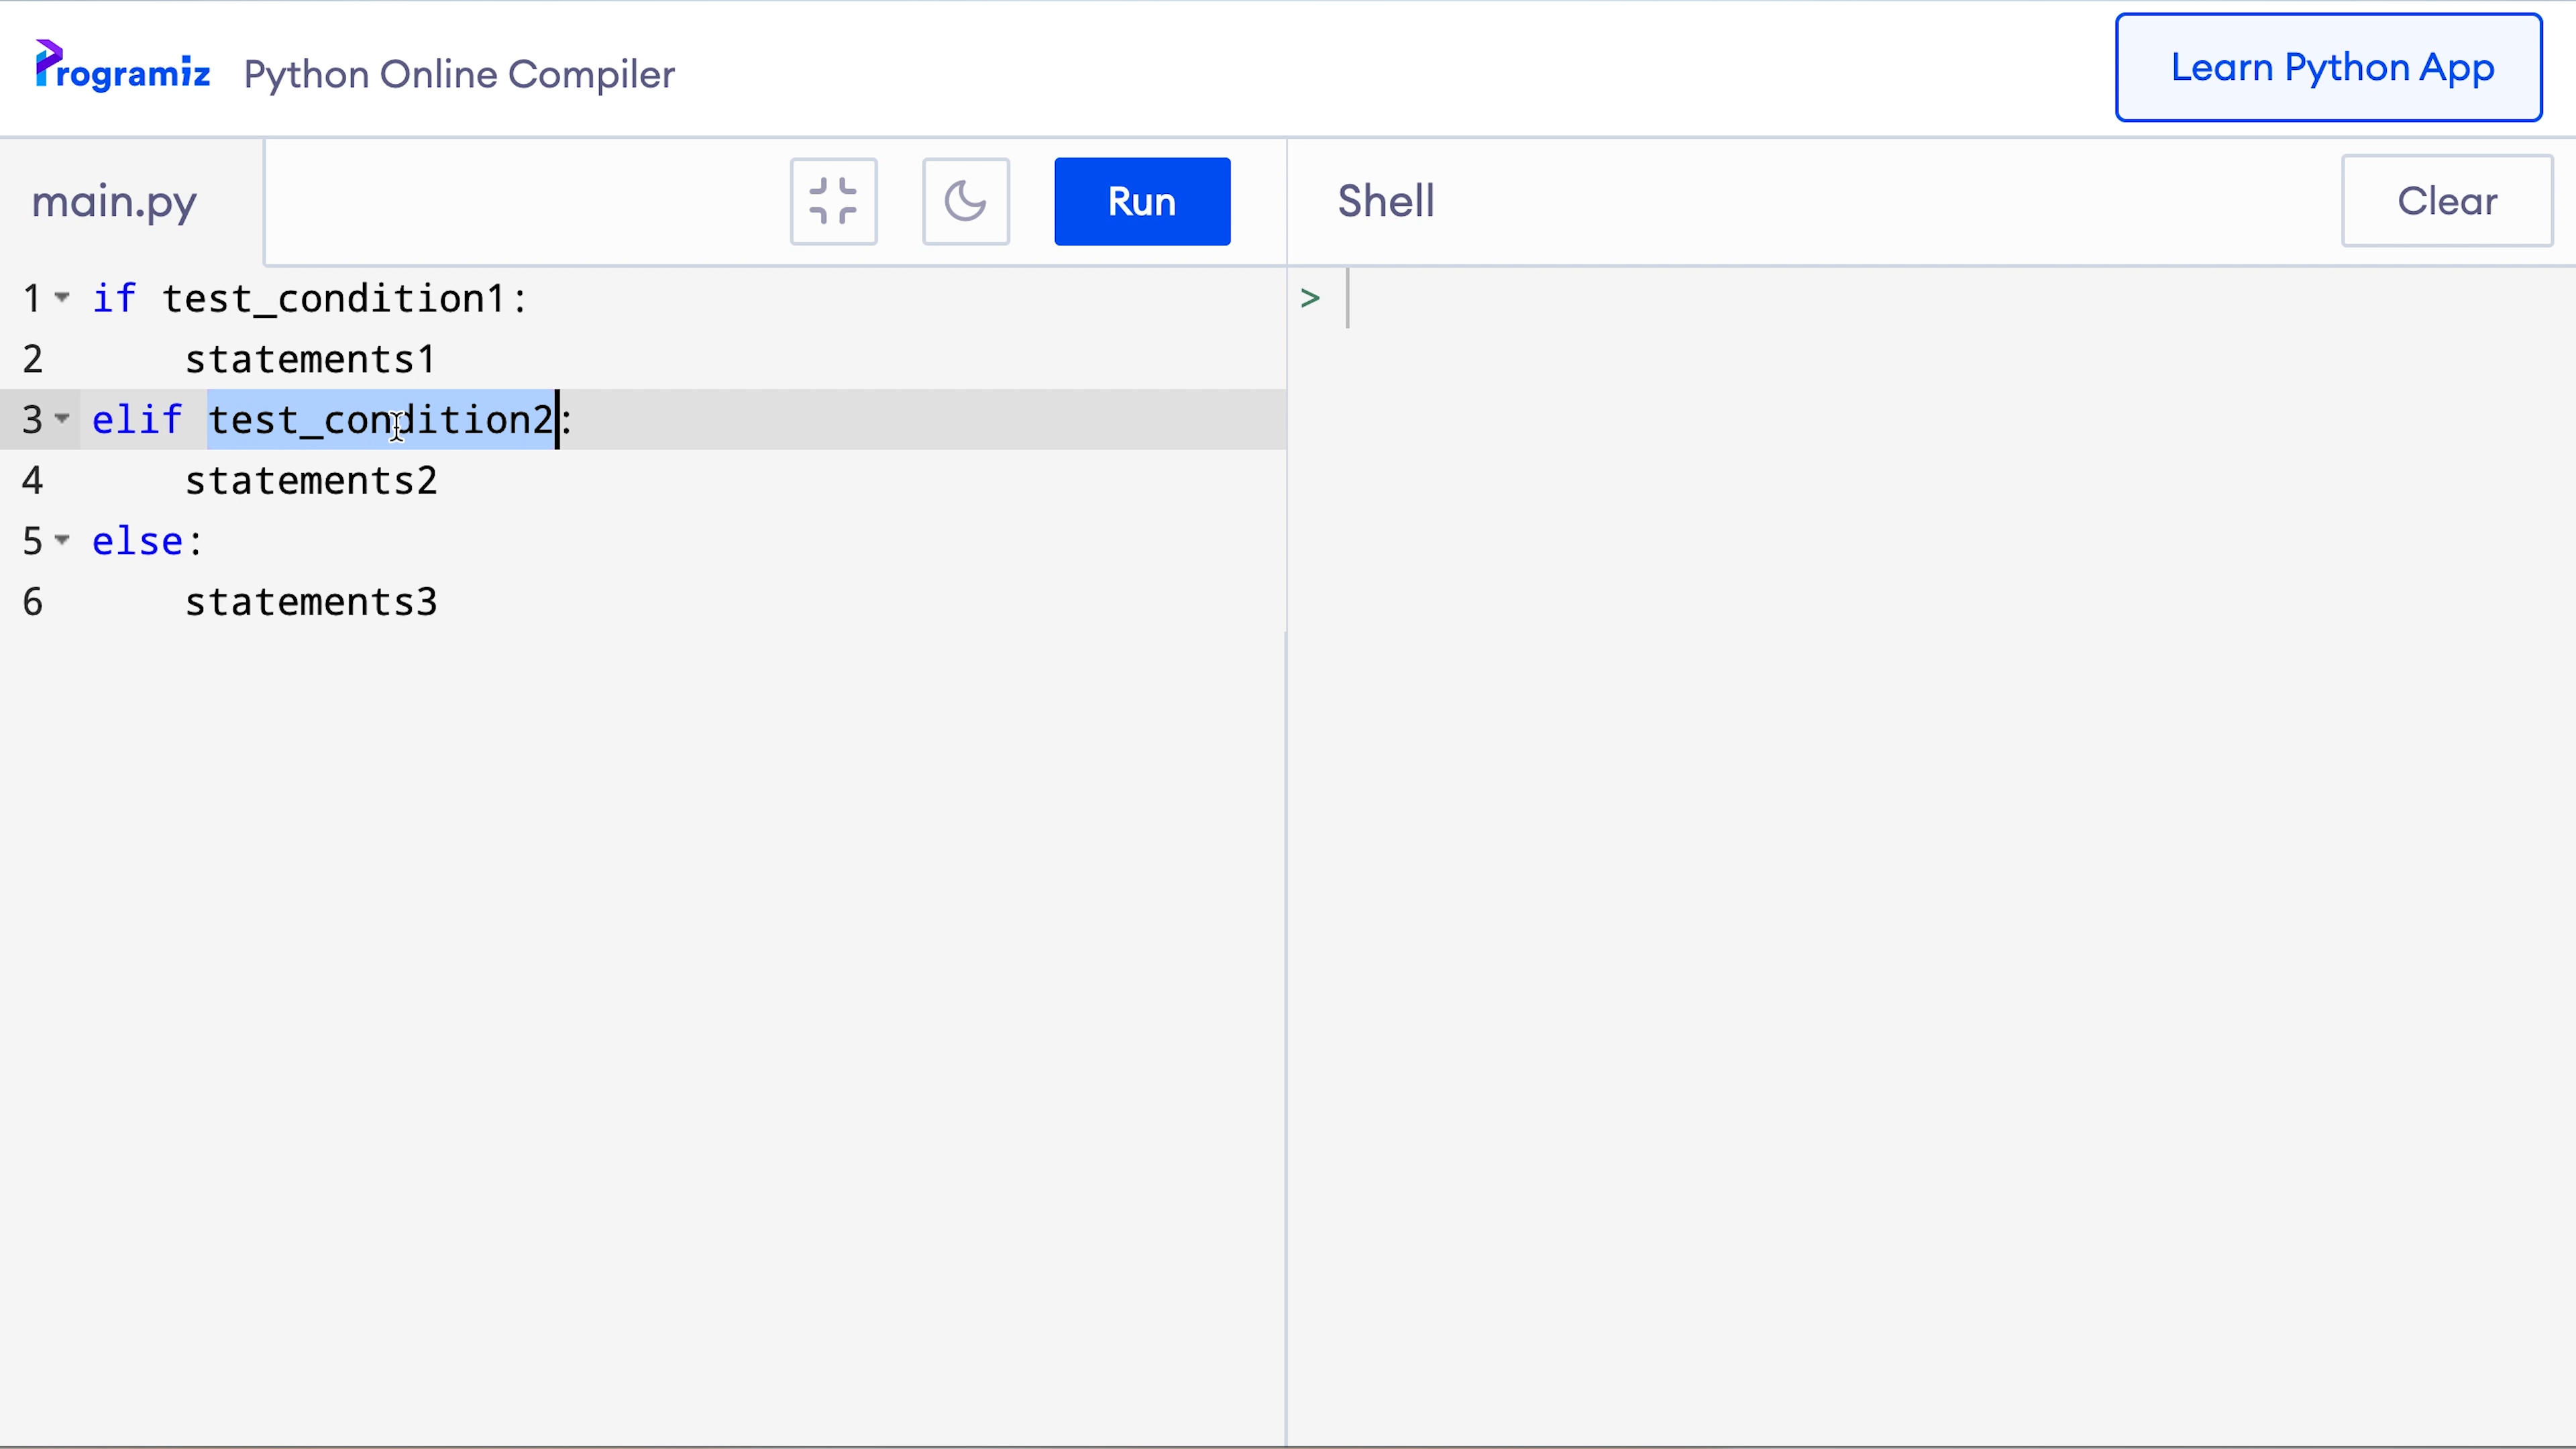 Programiz Python Online Compiler
Learn Python App
main.py
Run
Shell
Clear
1 if test_condition1:
2     statements1
3 elif test_condition2:
4     statements2
5 else:
6     statements3
>